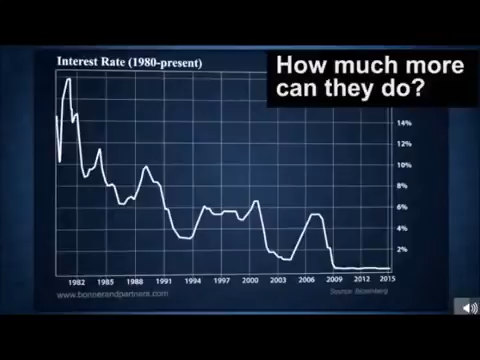 Interest Rate (1980-present)
How much more
can they do?
14%
12%
10%
8%
6%
4%
2%
1982 1985 1988 1991 1994 1997 2000 2003 2006 2009 2012 2015
www.bonnerandpartners.com
Source: Bloomberg